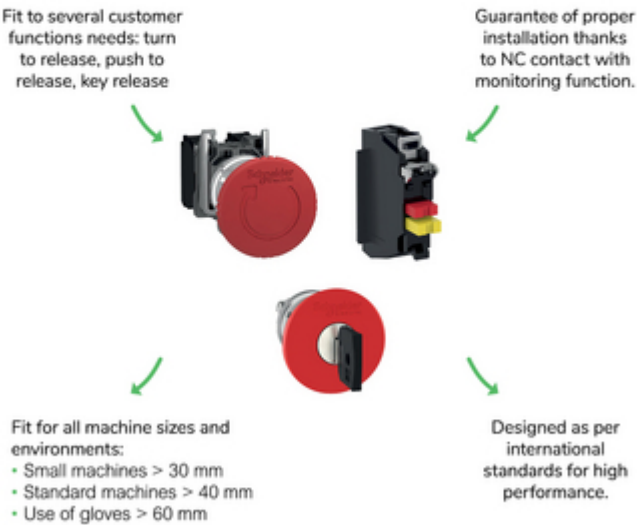 Fit to several customer
functions needs: turn
to release, push to
release, key release
Guarantee of proper
installation thanks
to NC contact with
monitoring function.
Schneider
Fit for all machine sizes and
environments:
• Small machines > 30 mm
• Standard machines > 40 mm
• Use of gloves > 60 mm
Designed as per
international
standards for high
performance.